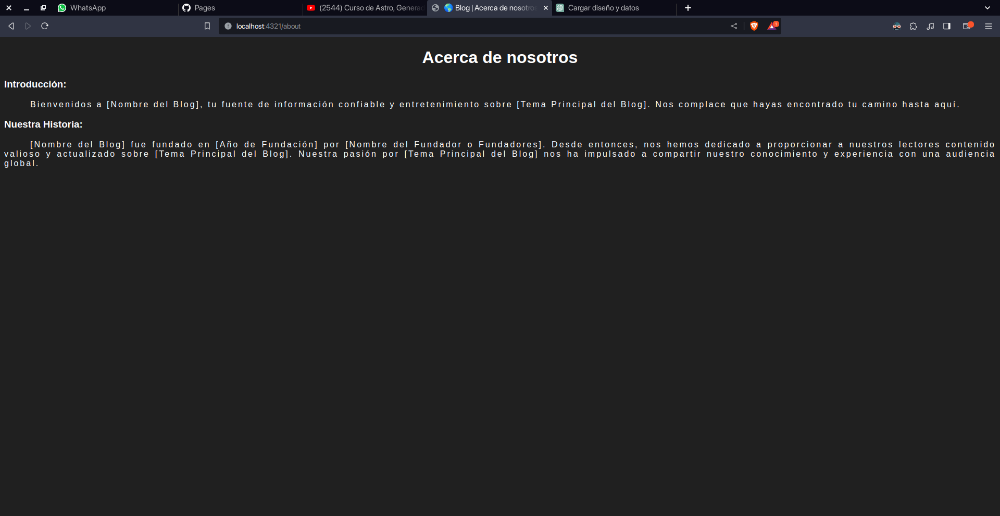 WhatsApp
Pages
(2544) Curso de Astro, Generad
🌎 Blog | Acerca de nosotros
Cargar diseño y datos
localhost:4321/about
1
Acerca de nosotros
Introducción:
Bienvenidos a [Nombre del Blog], tu fuente de información confiable y entretenimiento sobre [Tema Principal del Blog]. Nos complace que hayas encontrado tu camino hasta aquí.
Nuestra Historia:
[Nombre del Blog] fue fundado en [Año de Fundación] por [Nombre del Fundador o Fundadores]. Desde entonces, nos hemos dedicado a proporcionar a nuestros lectores contenido
valioso y actualizado sobre [Tema Principal del Blog]. Nuestra pasión por [Tema Principal del Blog] nos ha impulsado a compartir nuestro conocimiento y experiencia con una audiencia
global.